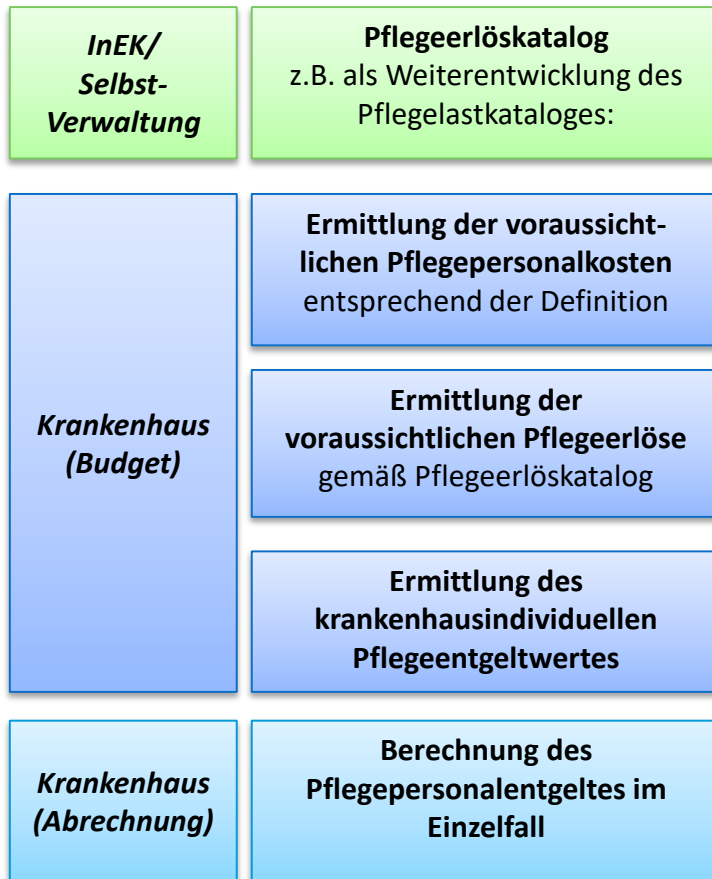 InEK/
Selbst-
Verwaltung
Pflegeerlöskatalog
z.B. als Weiterentwicklung des
Pflegelastkataloges:
Krankenhaus
(Budget)
Ermittlung der voraussicht-
lichen Pflegepersonalkosten
entsprechend der Definition
Ermittlung der
voraussichtlichen Pflegeerlöse
gemäß Pflegeerlöskatalog
Ermittlung des
krankenhausindividuellen
Pflegeentgeltwertes
Krankenhaus
(Abrechnung)
Berechnung des
Pflegepersonalentgeltes im
Einzelfall